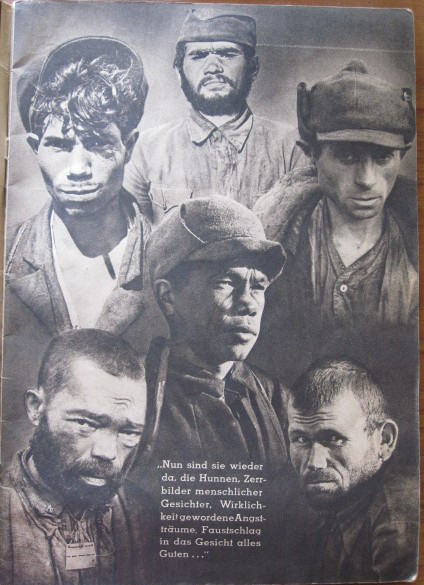 „Nun sind sie wieder
da, die Hunnen, Zerr-
bilder menschlicher
Gesichter, Wirklich-
keit gewordene Angst-
träume, Faustschlag
in das Gesicht alles
Guten . . .“